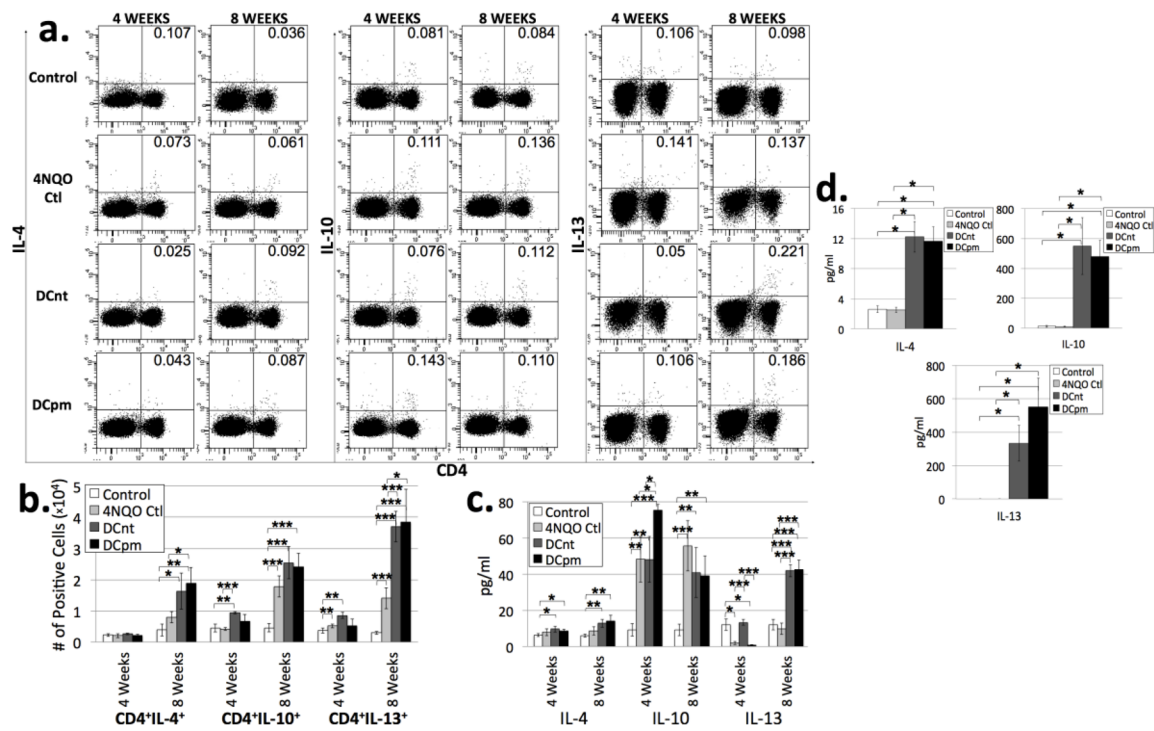 a.
4 WEEKS 8 WEEKS 4 WEEKS 8 WEEKS 4 WEEKS 8 WEEKS
Control 0.107 0.036 0.081 0.084 0.106 0.098
4NQO Ctl 0.073 0.061 0.111 0.136 0.141 0.137
IL-4 IL-10 IL-13
DCnt 0.025 0.092 0.076 0.112 0.05 0.221
DCpm 0.043 0.087 0.143 0.110 0.106 0.186
CD4
b.
# of Positive Cells (x10⁴)
5
4
3
2
1
0
Control
4NQO Ctl
DCnt
DCpm
* ** * ** *** *** *** *** ** ** *** *** *** *** *
4 Weeks 8 Weeks 4 Weeks 8 Weeks 4 Weeks 8 Weeks
CD4⁺IL-4⁺ CD4⁺IL-10⁺ CD4⁺IL-13⁺
c.
pg/ml
80
60
40
20
0
Control
4NQO Ctl
DCnt
DCpm
* * ** ** ** ** *** * *** ** ** * *** * *** *** *** *** ***
4 Weeks 8 Weeks 4 Weeks 8 Weeks 4 Weeks 8 Weeks
IL-4 IL-10 IL-13
d.
pg/ml
16
12
8
4
0
* * * *
Control
4NQO Ctl
DCnt
DCpm
IL-4
800
600
400
200
0
* * * *
Control
4NQO Ctl
DCnt
DCpm
IL-10
pg/ml
800
600
400
200
0
* * * *
Control
4NQO Ctl
DCnt
DCpm
IL-13